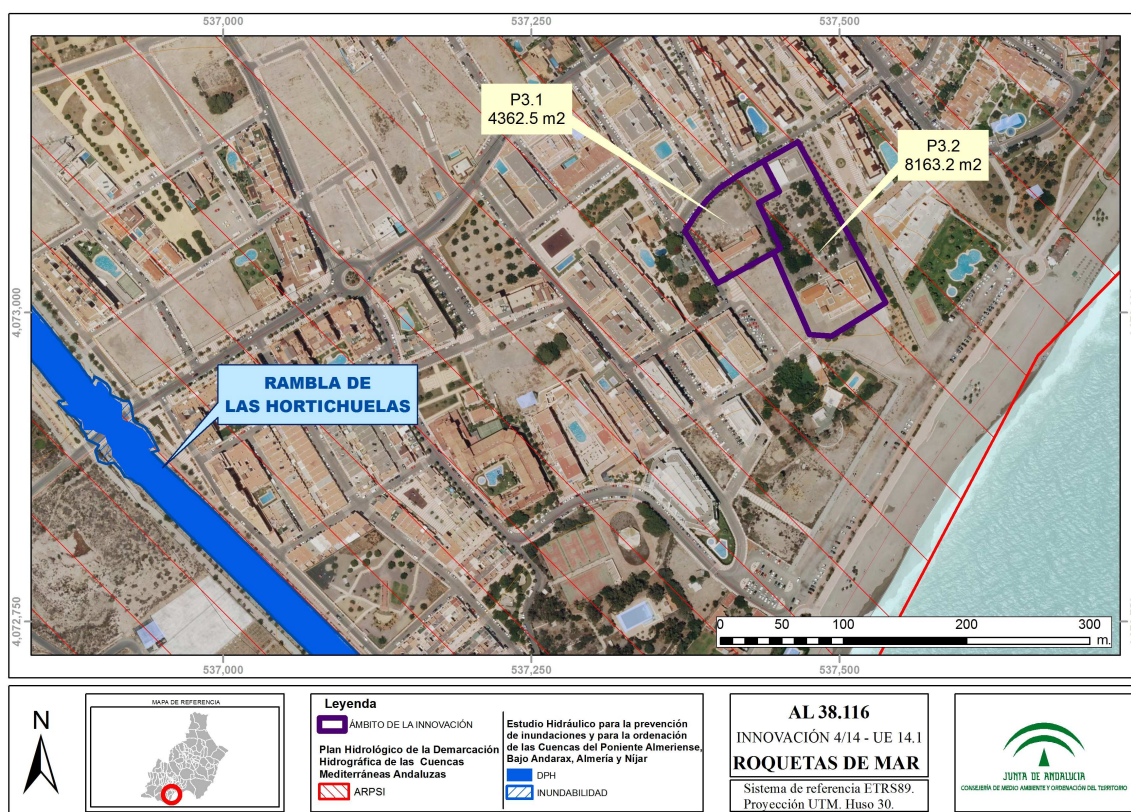 537,000
537,250
537,500
P3.1
4362.5 m2
P3.2
8163.2 m2
4,073,000
RAMBLA DE
LAS HORTICHUELAS
4,072,750
0 50 100 200 300
m.
537,000
537,250
537,500
N
MAPA DE REFERENCIA
Leyenda
ÁMBITO DE LA INNOVACIÓN
Plan Hidrológico de la Demarcación
Hidrográfica de las Cuencas
Mediterráneas Andaluzas
ARPSI
Estudio Hidráulico para la prevención
de inundaciones y para la ordenación
de las Cuencas del Poniente Almeriense,
Bajo Andarax, Almería y Níjar
DPH
INUNDABILIDAD
AL 38.116
INNOVACIÓN 4/14 - UE 14.1
ROQUETAS DE MAR
Sistema de referencia ETRS89.
Proyección UTM. Huso 30.
JUNTA DE ANDALUCIA
CONSEJERÍA DE MEDIO AMBIENTE Y ORDENACIÓN DEL TERRITORIO